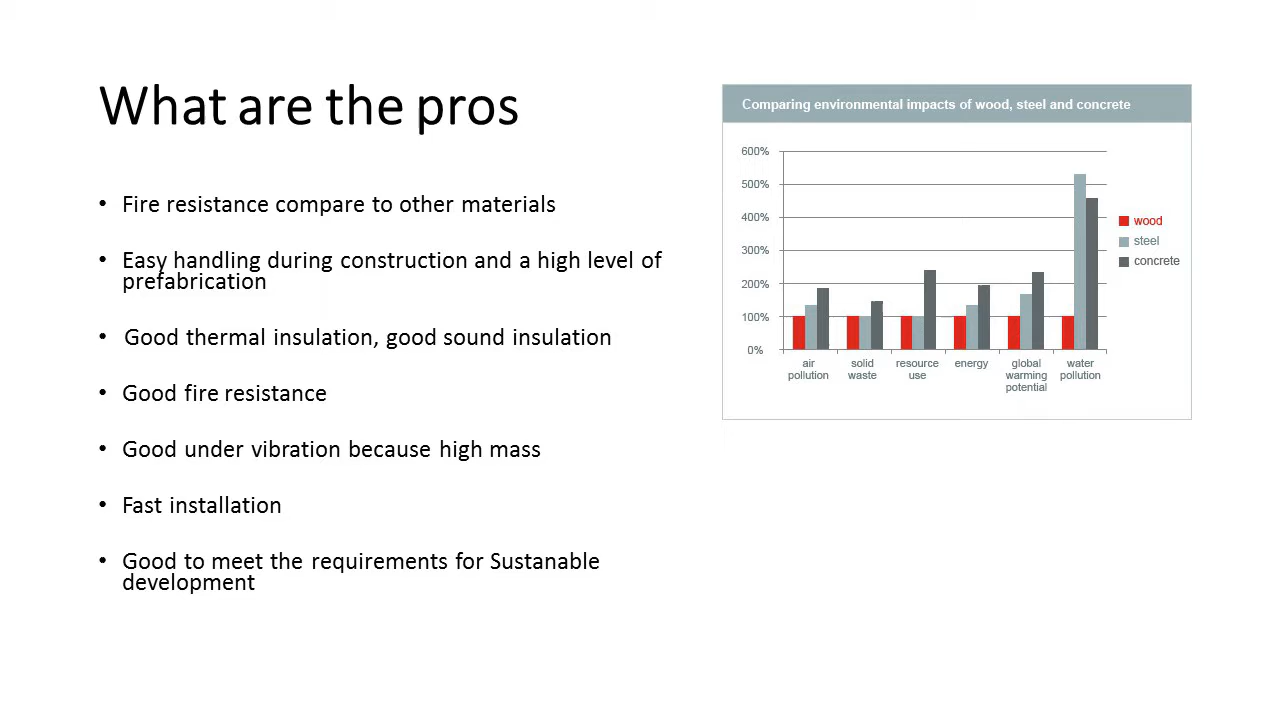 What are the pros
• Fire resistance compare to other materials
• Easy handling during construction and a high level of
prefabrication
• Good thermal insulation, good sound insulation
• Good fire resistance
• Good under vibration because high mass
• Fast installation
• Good to meet the requirements for Sustanable
development
Comparing environmental impacts of wood, steel and concrete
600%
500%
400%
300%
200%
100%
0%
air
pollution
solid
waste
resource
use
energy
global
warming
potential
water
pollution
wood
steel
concrete